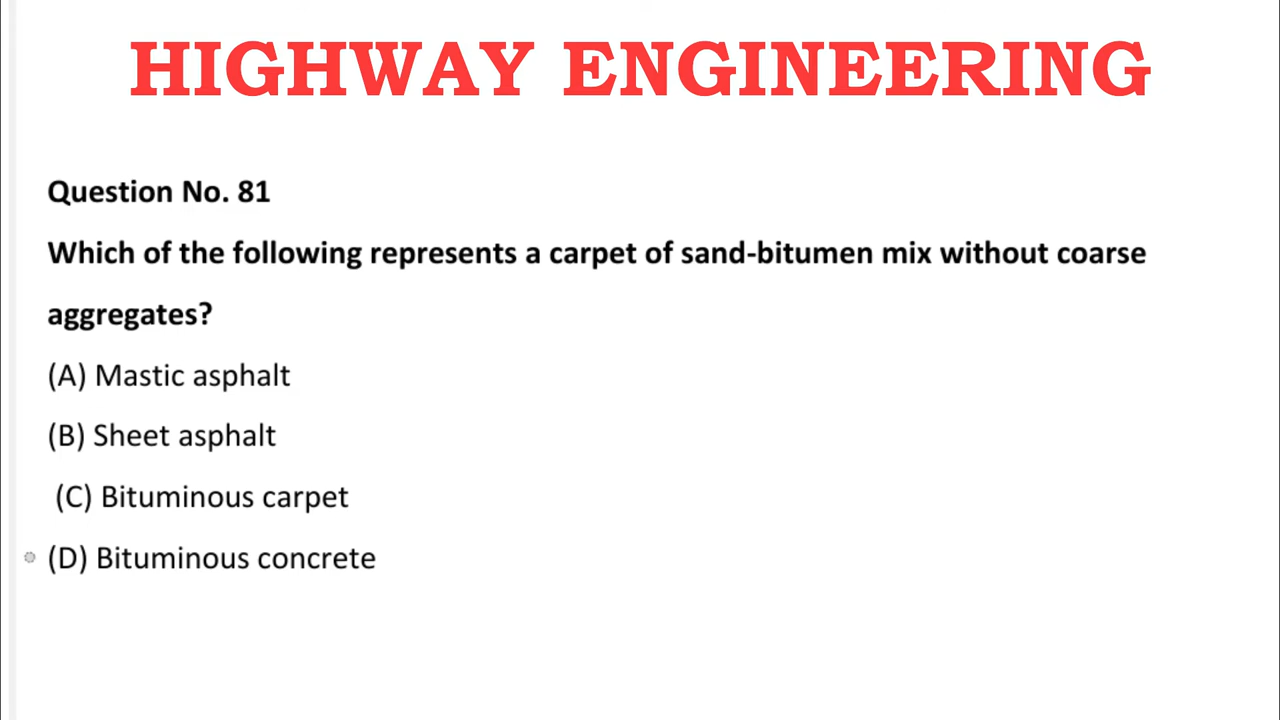 HIGHWAY ENGINEERING
Question No. 81
Which of the following represents a carpet of sand-bitumen mix without coarse
aggregates?
(A) Mastic asphalt
(B) Sheet asphalt
(C) Bituminous carpet
(D) Bituminous concrete